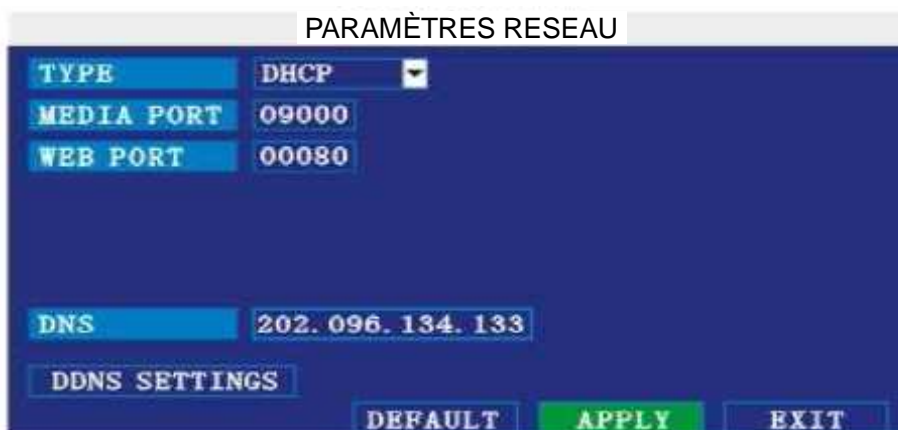 PARAMÈTRES RESEAU
TYPE DHCP
MEDIA PORT 09000
WEB PORT 00080
DNS 202. 096. 134. 133
DDNS SETTINGS
DEFAULT APPLY EXIT